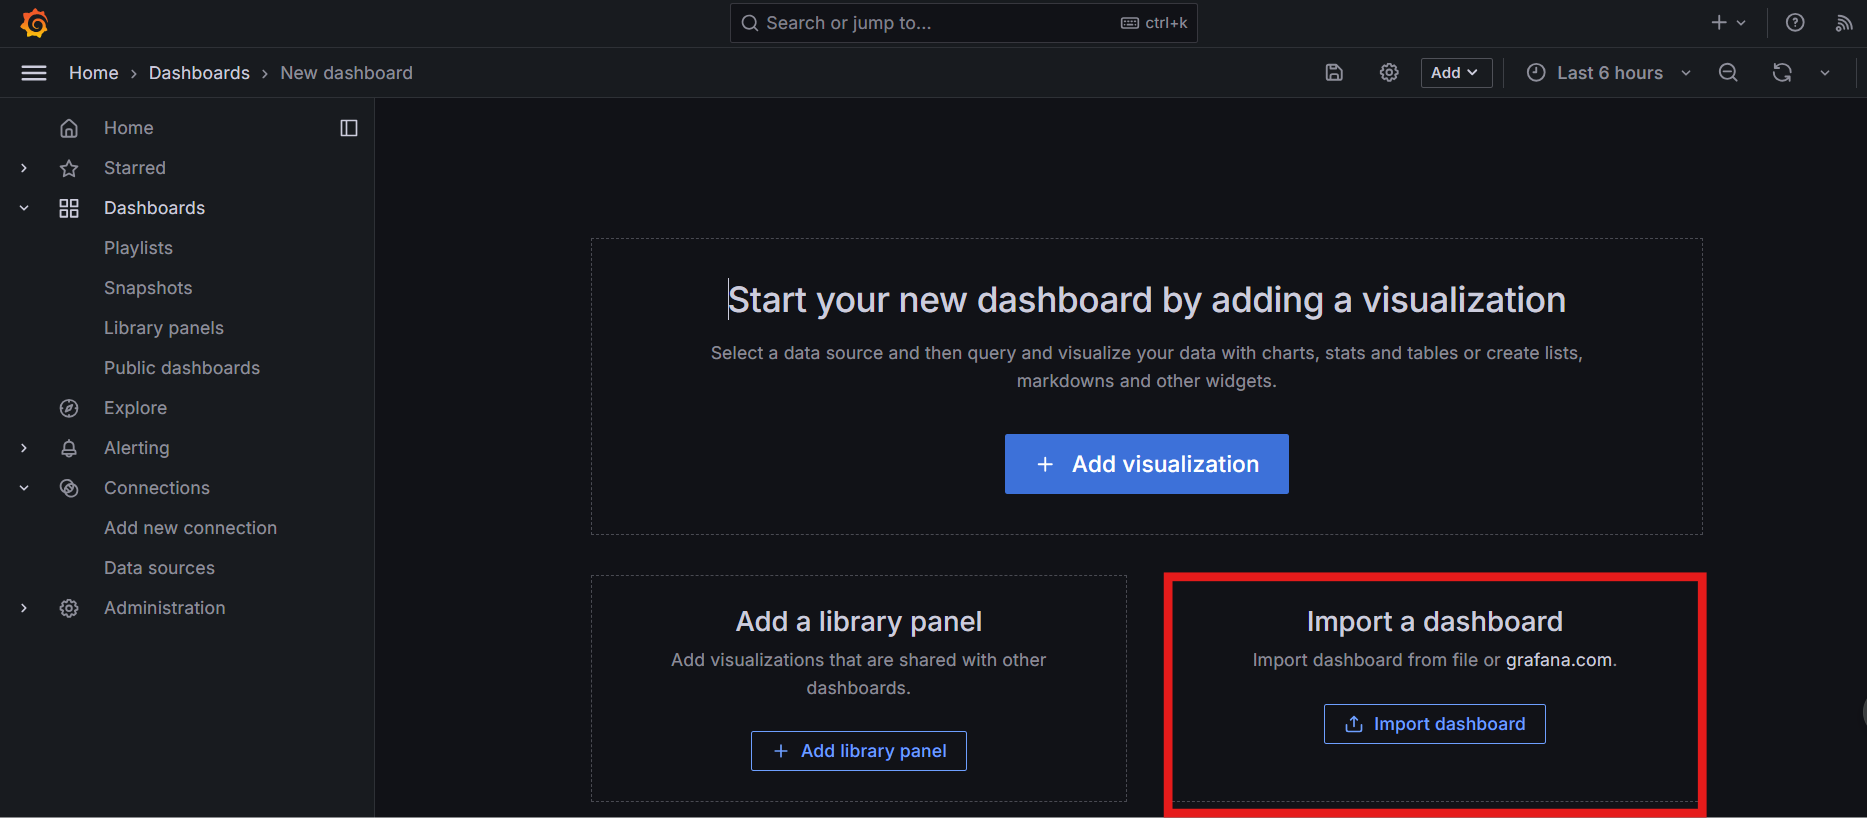 Search or jump to...
ctrl+k
Home
Dashboards
New dashboard
Add
Last 6 hours
Home
Starred
Dashboards
Playlists
Snapshots
Library panels
Public dashboards
Explore
Alerting
Connections
Add new connection
Data sources
Administration
Start your new dashboard by adding a visualization
Select a data source and then query and visualize your data with charts, stats and tables or create lists,
markdowns and other widgets.
+ Add visualization
Add a library panel
Add visualizations that are shared with other
dashboards.
+ Add library panel
Import a dashboard
Import dashboard from file or grafana.com.
Import dashboard